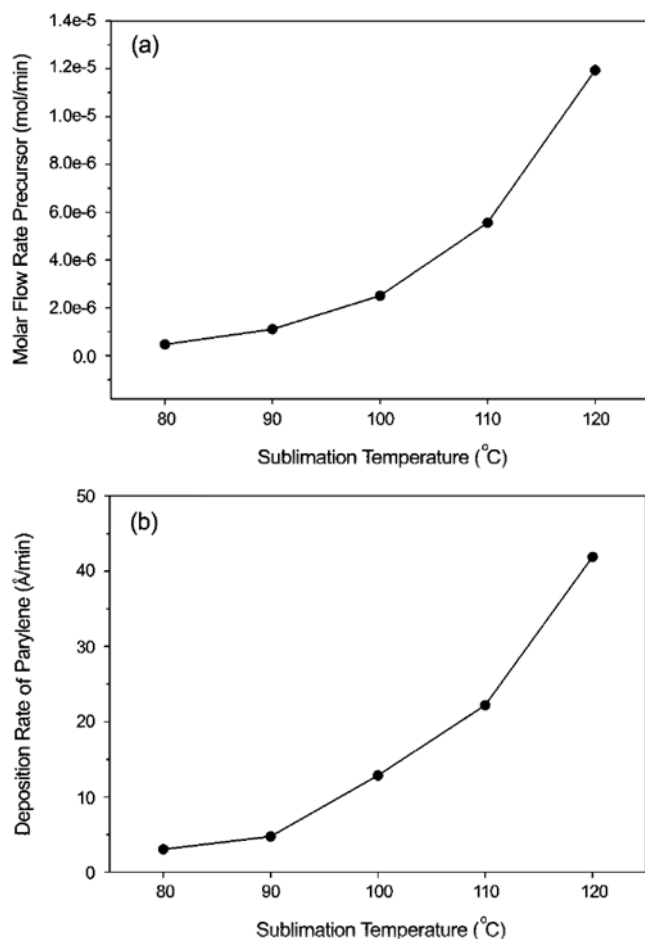 (a)
Molar Flow Rate Precursor (mol/min)
1.4e-5
1.2e-5
1.0e-5
8.0e-6
6.0e-6
4.0e-6
2.0e-6
0.0
80 90 100 110 120
Sublimation Temperature (°C)
(b)
Deposition Rate of Parylene (Å/min)
50
40
30
20
10
0
80 90 100 110 120
Sublimation Temperature (°C)